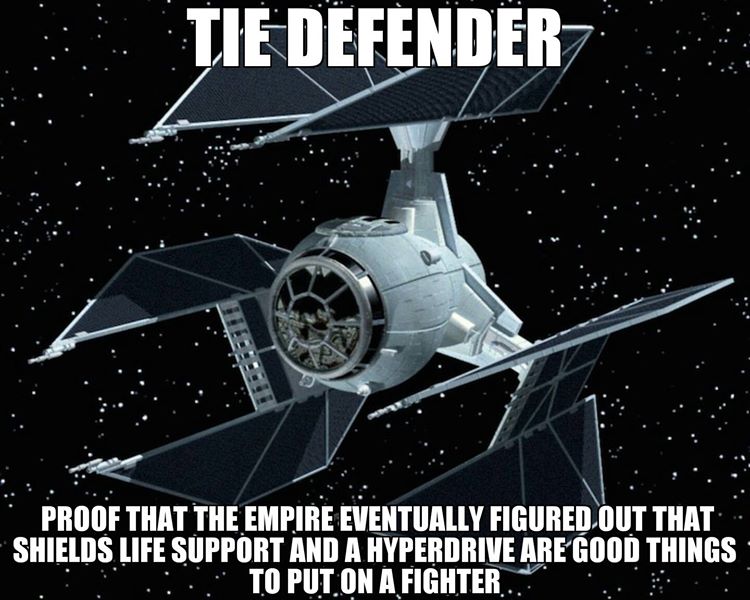 TIE DEFENDER
PROOF THAT THE EMPIRE EVENTUALLY FIGURED OUT THAT
SHIELDS LIFE SUPPORT AND A HYPERDRIVE ARE GOOD THINGS
TO PUT ON A FIGHTER